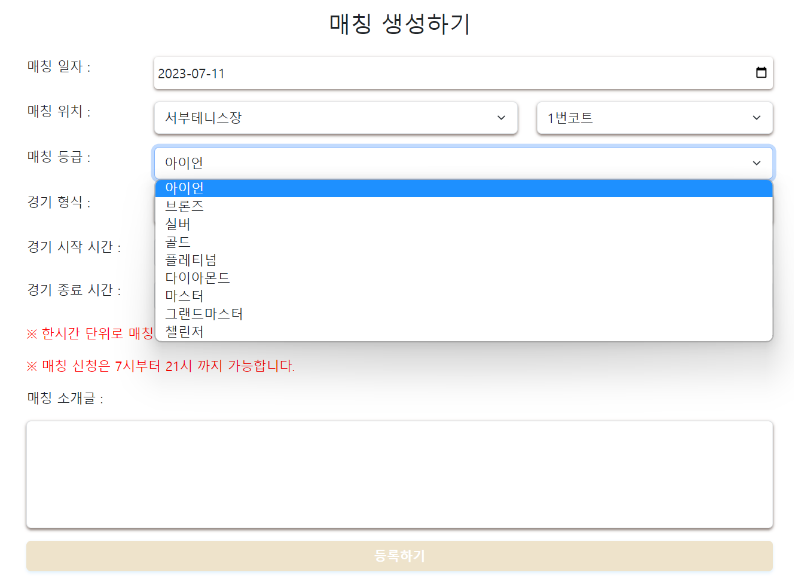 매칭 생성하기
매칭 일자 : 2023-07-11
매칭 위치 : 서부테니스장 1번코트
매칭 등급 : 아이언
아이언
브론즈
경기 형식 :
실버
골드
경기 시작 시간 :
플레티넘
다이아몬드
경기 종료 시간 :
마스터
그랜드마스터
챌린저
※ 한시간 단위로 매칭
※ 매칭 신청은 7시부터 21시 까지 가능합니다.
매칭 소개글 :
등록하기